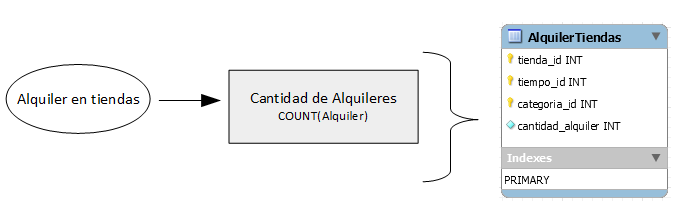 Alquiler en tiendas
Cantidad de Alquileres
COUNT(Alquiler)
AlquilerTiendas
tienda_id INT
tiempo_id INT
categoria_id INT
cantidad_alquiler INT
Indexes
PRIMARY